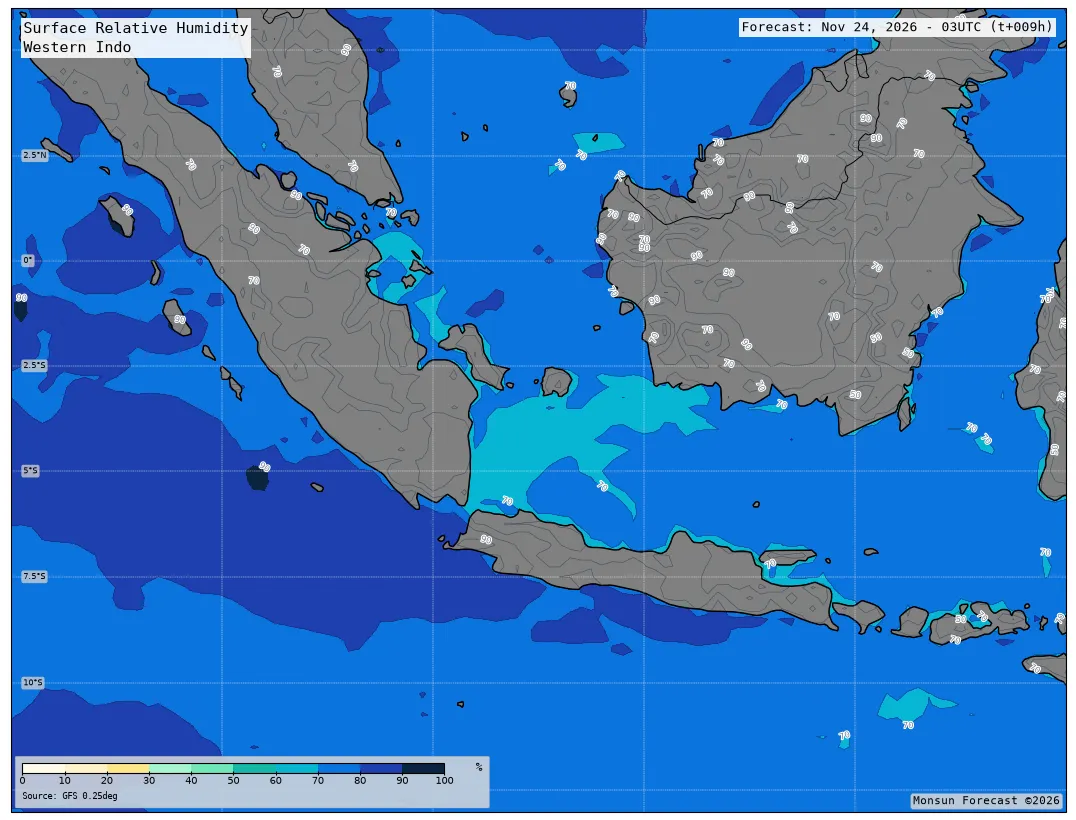 Surface Relative Humidity
Western Indo
Forecast: Nov 24, 2026 - 03UTC (t+009h)
2.5°N
0°
2.5°S
5°S
7.5°S
10°S
0 10 20 30 40 50 60 70 80 90 100 %
Source: GFS 0.25deg
Monsun Forecast ©2026